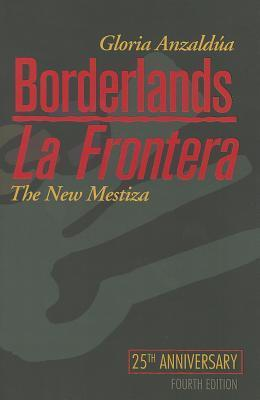 Gloria Anzaldúa
Borderlands
La Frontera
The New Mestiza
25TH ANNIVERSARY
FOURTH EDITION